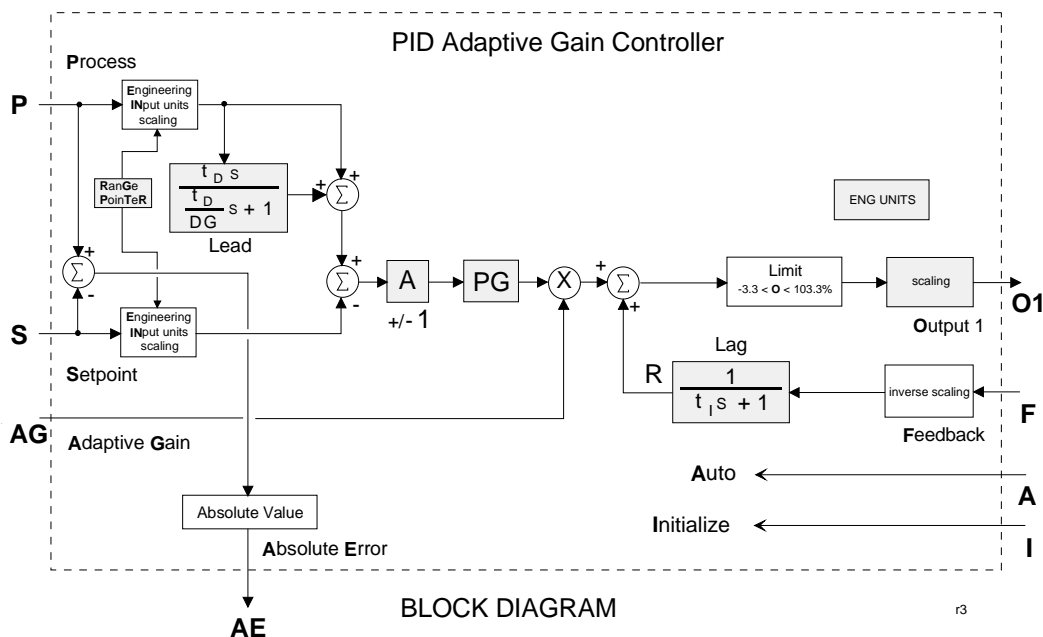 PID Adaptive Gain Controller
Process
P
Engineering
INput units
scaling
t D S
t D
DG
S + 1
Lead
RanGe
PoinTeR
+
+
Σ
ENG UNITS
+
Σ
-
+
Σ
-
A
+/- 1
PG
X
+
Σ
+
Limit
-3.3 < O < 103.3%
scaling
O1
Output 1
S
Engineering
INput units
scaling
Setpoint
Lag
R
1
t I S + 1
inverse scaling
F
Feedback
AG
Adaptive Gain
Auto
A
Absolute Value
Initialize
I
Absolute Error
AE
BLOCK DIAGRAM
r3